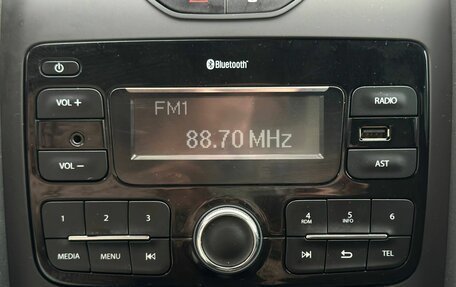 Bluetooth
VOL +
FM1
RADIO
88.70 MHz
VOL −
AST
1 2 3
4 RDM 5 INFO 6
MEDIA MENU
TEL